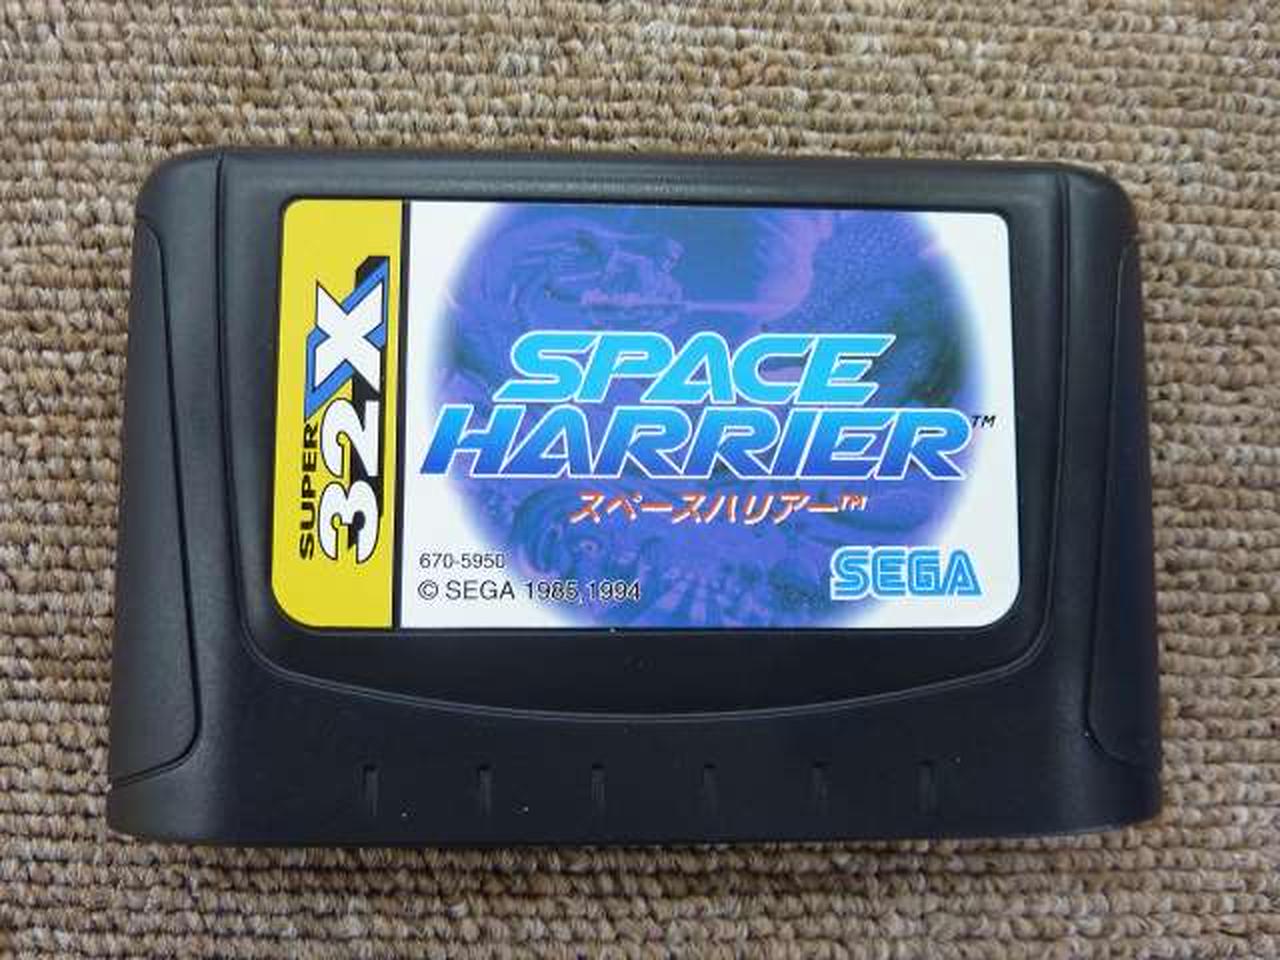 SUPER 32X
SPACE
HARRIER™
スペースハリアー™
670-5950
© SEGA 1985,1994
SEGA